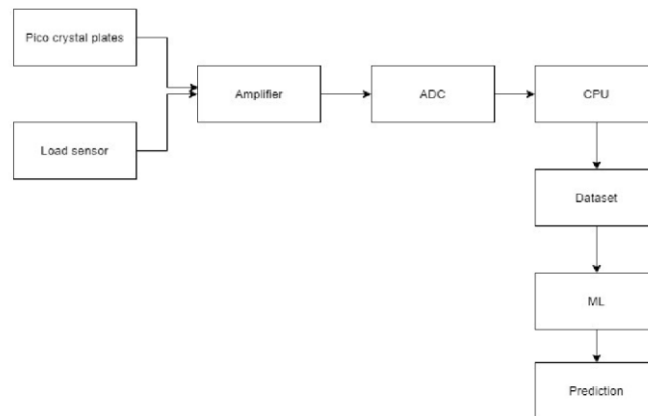 Pico crystal plates
Load sensor
Amplifier
ADC
CPU
Dataset
ML
Prediction